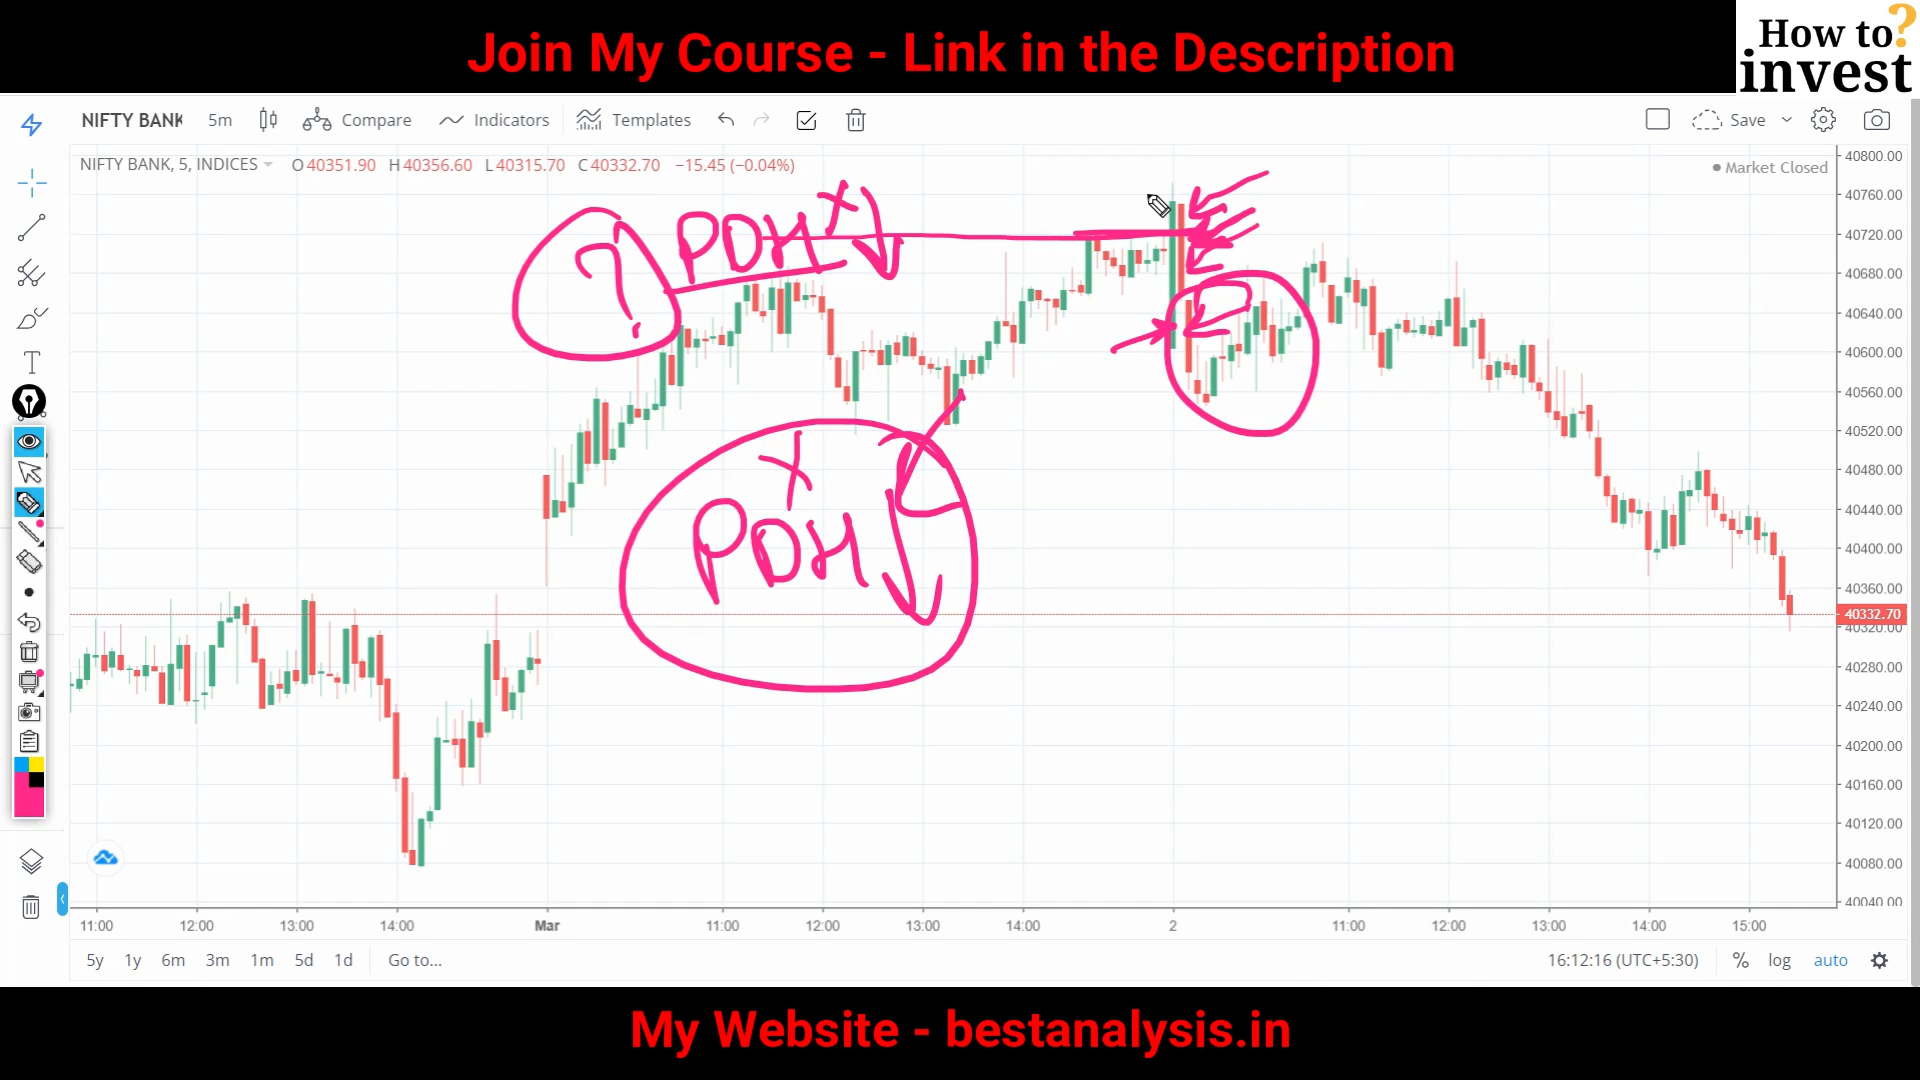 Join My Course - Link in the Description
How to?
invest
NIFTY BANK 5m Compare Indicators Templates Save
NIFTY BANK, 5, INDICES O40351.90 H40356.60 L40315.70 C40332.70 −15.45 (−0.04%)
Market Closed
40800.00
40760.00
40720.00
40680.00
40640.00
40600.00
40560.00
40520.00
40480.00
40440.00
40400.00
40360.00
40332.70
40320.00
40280.00
40240.00
40200.00
40160.00
40120.00
40080.00
40040.00
? PDH
PDH
11:00 12:00 13:00 14:00 Mar 11:00 12:00 13:00 14:00 2 11:00 12:00 13:00 14:00 15:00
5y 1y 6m 3m 1m 5d 1d Go to... 16:12:16 (UTC+5:30) % log auto
My Website - bestanalysis.in